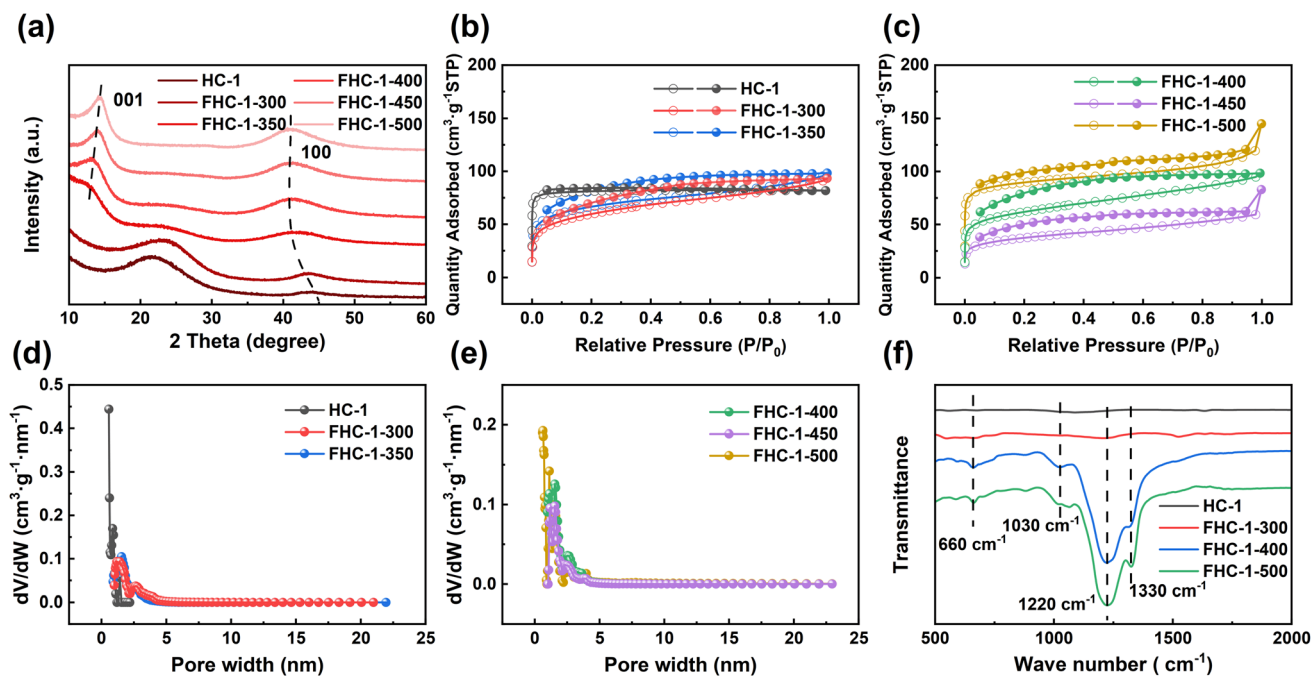 (a)
Intensity (a.u.)
HC-1
FHC-1-300
FHC-1-350
FHC-1-400
FHC-1-450
FHC-1-500
001
100
10 20 30 40 50 60
2 Theta (degree)
(b)
Quantity Adsorbed (cm³·g⁻¹STP)
200
150
100
50
0
HC-1
FHC-1-300
FHC-1-350
0.0 0.2 0.4 0.6 0.8 1.0
Relative Pressure (P/P₀)
(c)
Quantity Adsorbed (cm³·g⁻¹STP)
200
150
100
50
0
FHC-1-400
FHC-1-450
FHC-1-500
0.0 0.2 0.4 0.6 0.8 1.0
Relative Pressure (P/P₀)
(d)
dV/dW (cm³·g⁻¹·nm⁻¹)
0.5
0.4
0.3
0.2
0.1
0.0
HC-1
FHC-1-300
FHC-1-350
0 5 10 15 20 25
Pore width (nm)
(e)
dV/dW (cm³·g⁻¹·nm⁻¹)
0.2
0.1
0.0
FHC-1-400
FHC-1-450
FHC-1-500
0 5 10 15 20 25
Pore width (nm)
(f)
Transmittance
660 cm⁻¹
1030 cm⁻¹
1220 cm⁻¹
1330 cm⁻¹
HC-1
FHC-1-300
FHC-1-400
FHC-1-500
500 1000 1500 2000
Wave number ( cm⁻¹)